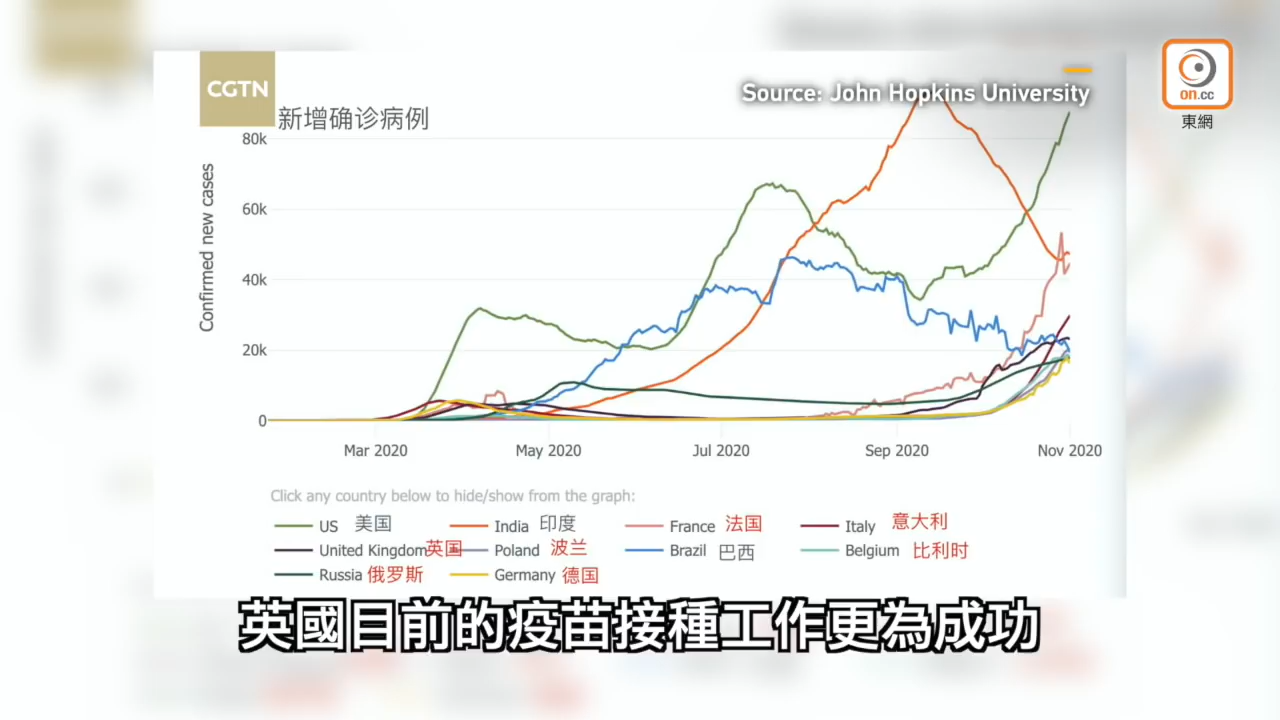 CGTN
Source: John Hopkins University
on.cc
東網
新增确诊病例
Confirmed new cases
80k
60k
40k
20k
0
Mar 2020
May 2020
Jul 2020
Sep 2020
Nov 2020
Click any country below to hide/show from the graph:
US 美国 India 印度 France 法国 Italy 意大利
United Kingdom 英国 Poland 波兰 Brazil 巴西 Belgium 比利时
Russia 俄罗斯 Germany 德国
英國日前的疫苗接種工作更為成功